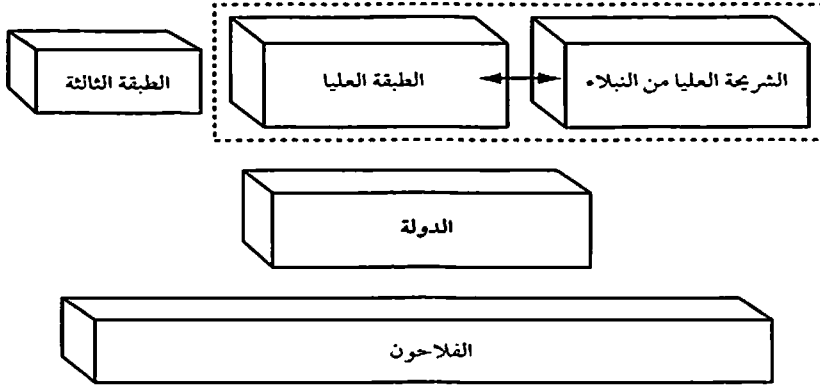 الشريحة العليا من النبلاء
الطبقة العليا
الطبقة الثالثة
الدولة
الفلاحون